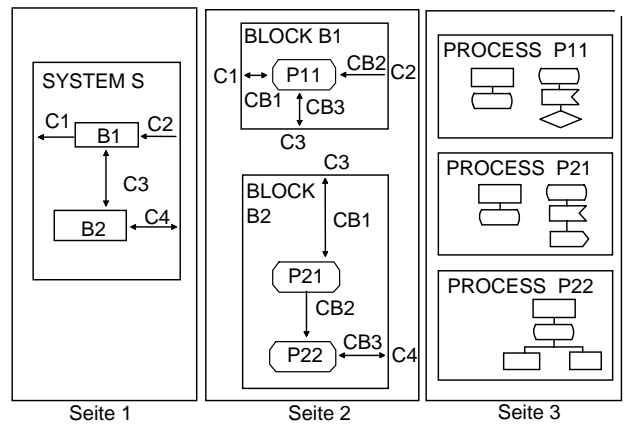 SYSTEM S
C1
C2
B1
C3
C4
B2
Seite 1
BLOCK B1
CB2
C1
P11
C2
CB1
CB3
C3
C3
BLOCK
B2
CB1
P21
CB2
CB3
P22
C4
Seite 2
PROCESS P11
PROCESS P21
PROCESS P22
Seite 3